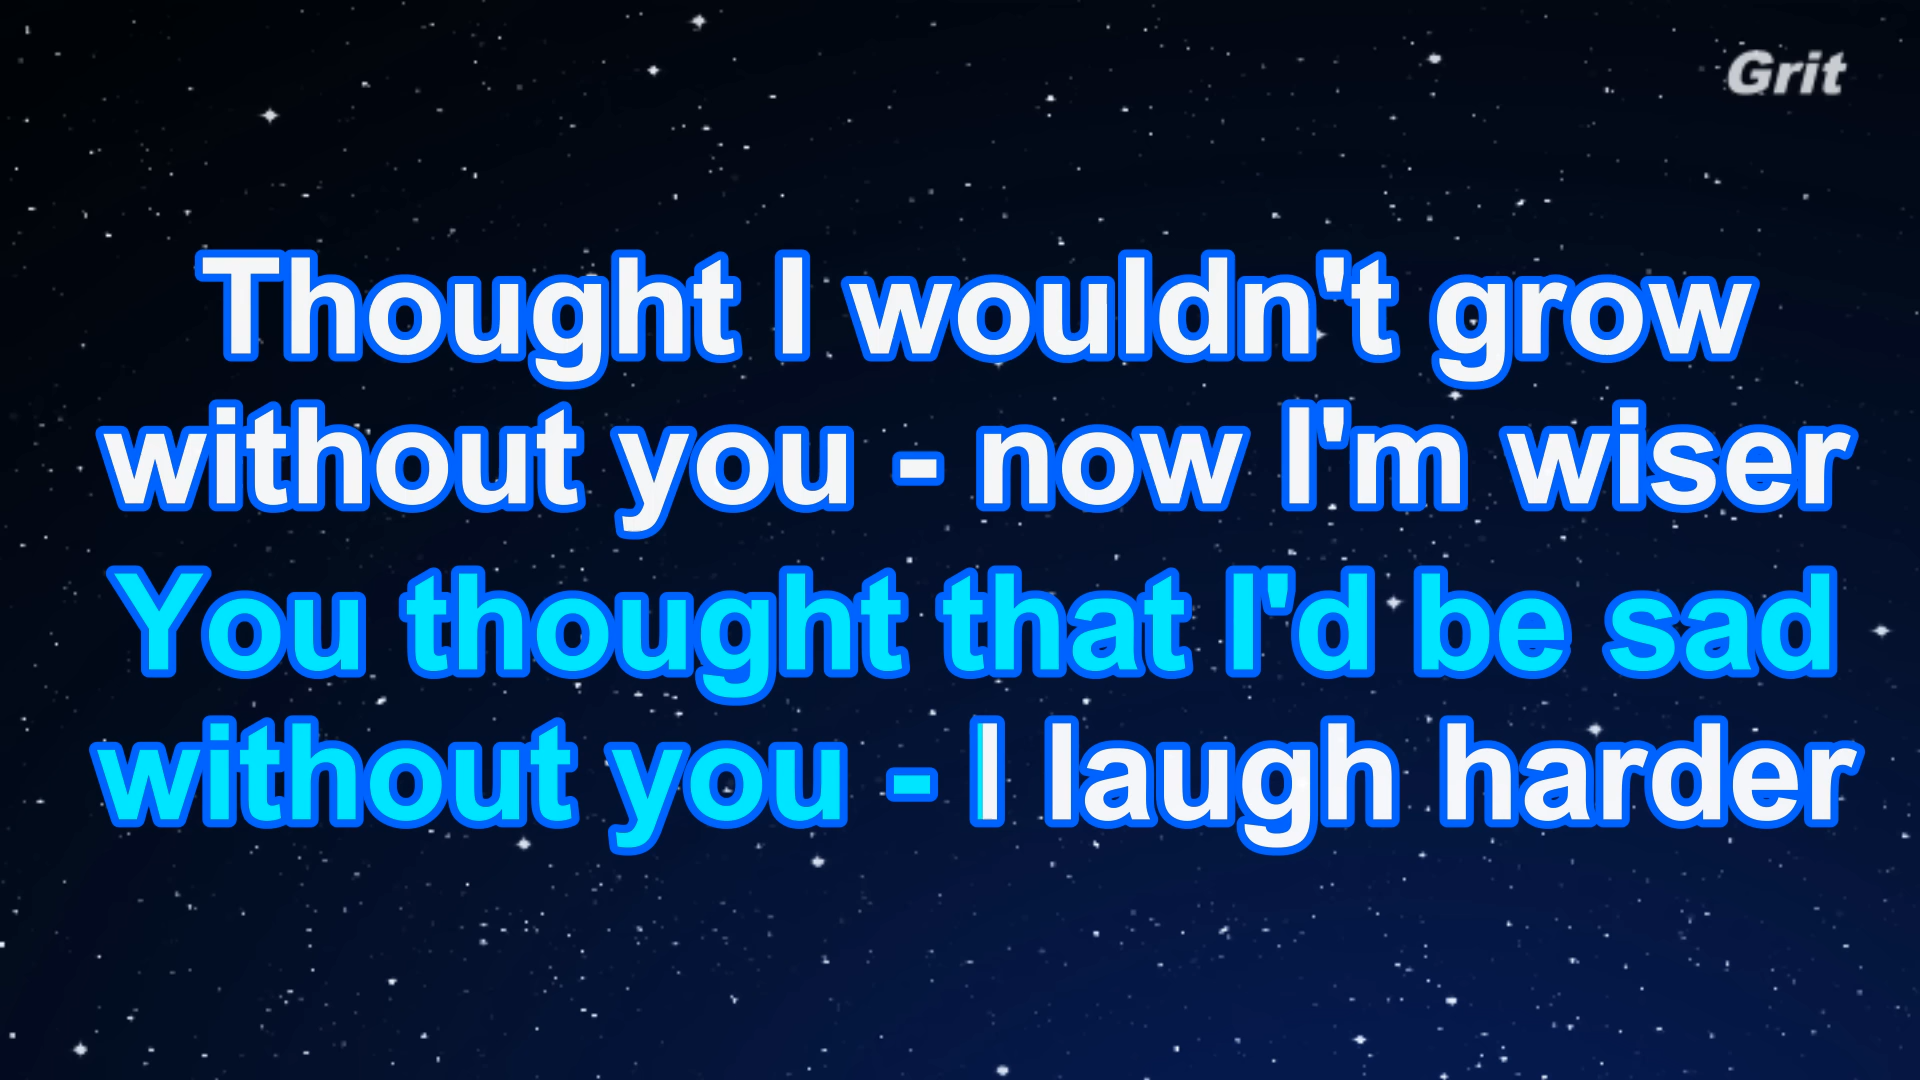 Grit
Thought I wouldn't grow
without you - now I'm wiser
You thought that I'd be sad
without you - I laugh harder